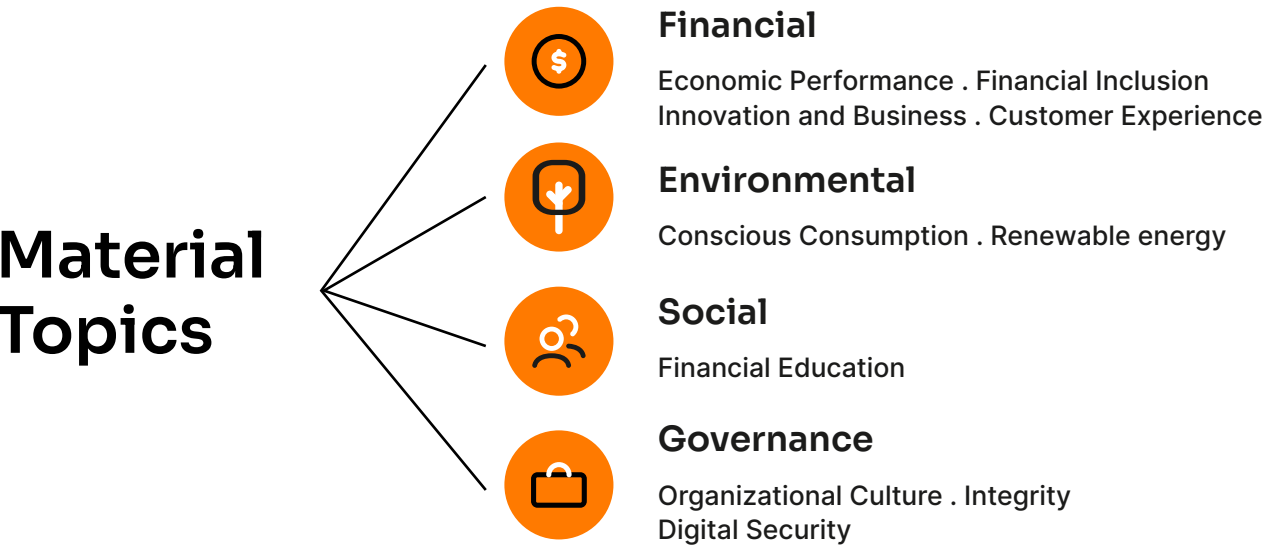 Material
Topics
$
Financial
Economic Performance . Financial Inclusion
Innovation and Business . Customer Experience
Environmental
Conscious Consumption . Renewable energy
Social
Financial Education
Governance
Organizational Culture . Integrity
Digital Security